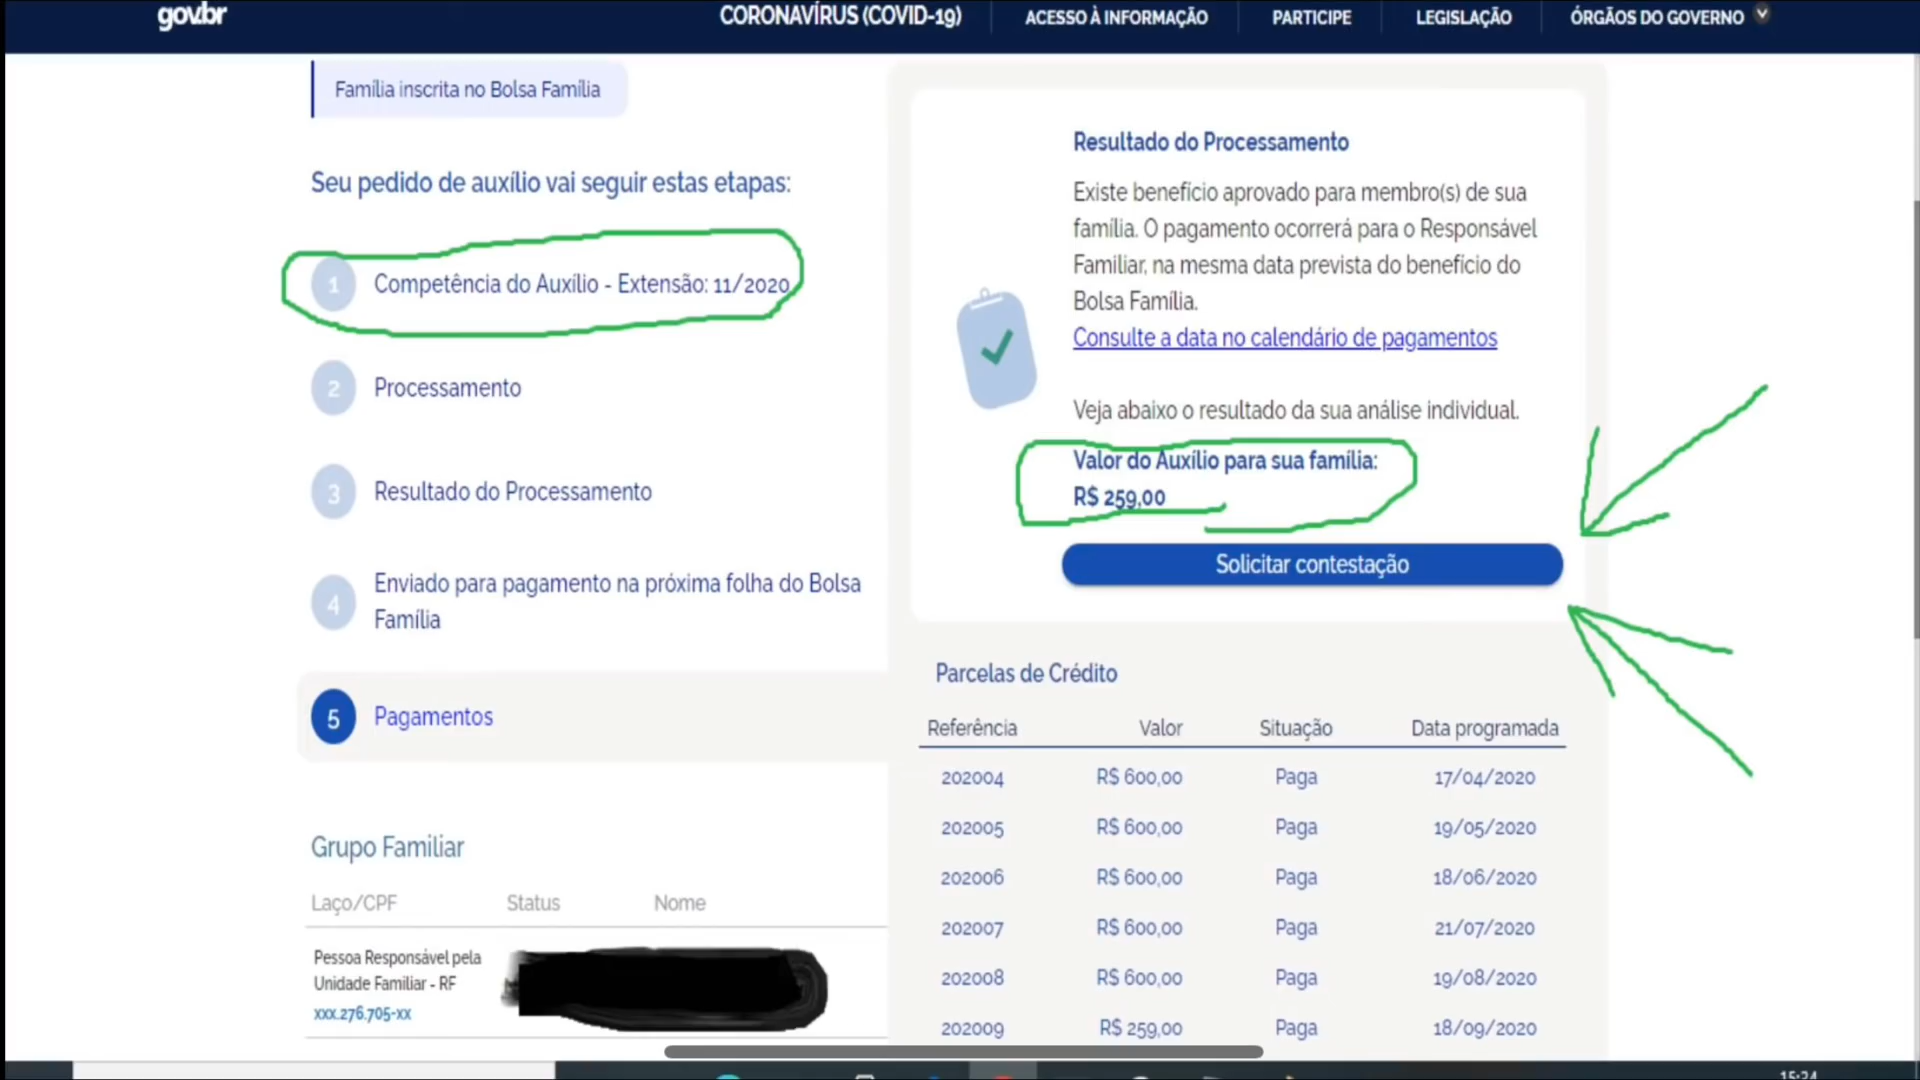 gov.br
CORONAVÍRUS (COVID-19)
ACESSO À INFORMAÇÃO
PARTICIPE
LEGISLAÇÃO
ÓRGÃOS DO GOVERNO
Família inscrita no Bolsa Família
Seu pedido de auxílio vai seguir estas etapas:
1 Competência do Auxílio - Extensão: 11/2020
2 Processamento
3 Resultado do Processamento
4 Enviado para pagamento na próxima folha do Bolsa
Família
5 Pagamentos
Grupo Familiar
Laço/CPF Status Nome
Pessoa Responsável pela
Unidade Familiar - RF
xxx.276.705-xx
Resultado do Processamento
Existe benefício aprovado para membro(s) de sua
família. O pagamento ocorrerá para o Responsável
Familiar, na mesma data prevista do benefício do
Bolsa Família.
Consulte a data no calendário de pagamentos
Veja abaixo o resultado da sua análise individual.
Valor do Auxílio para sua família:
R$ 259,00
Solicitar contestação
Parcelas de Crédito
Referência Valor Situação Data programada
202004 R$ 600,00 Paga 17/04/2020
202005 R$ 600,00 Paga 19/05/2020
202006 R$ 600,00 Paga 18/06/2020
202007 R$ 600,00 Paga 21/07/2020
202008 R$ 600,00 Paga 19/08/2020
202009 R$ 259,00 Paga 18/09/2020
15:24